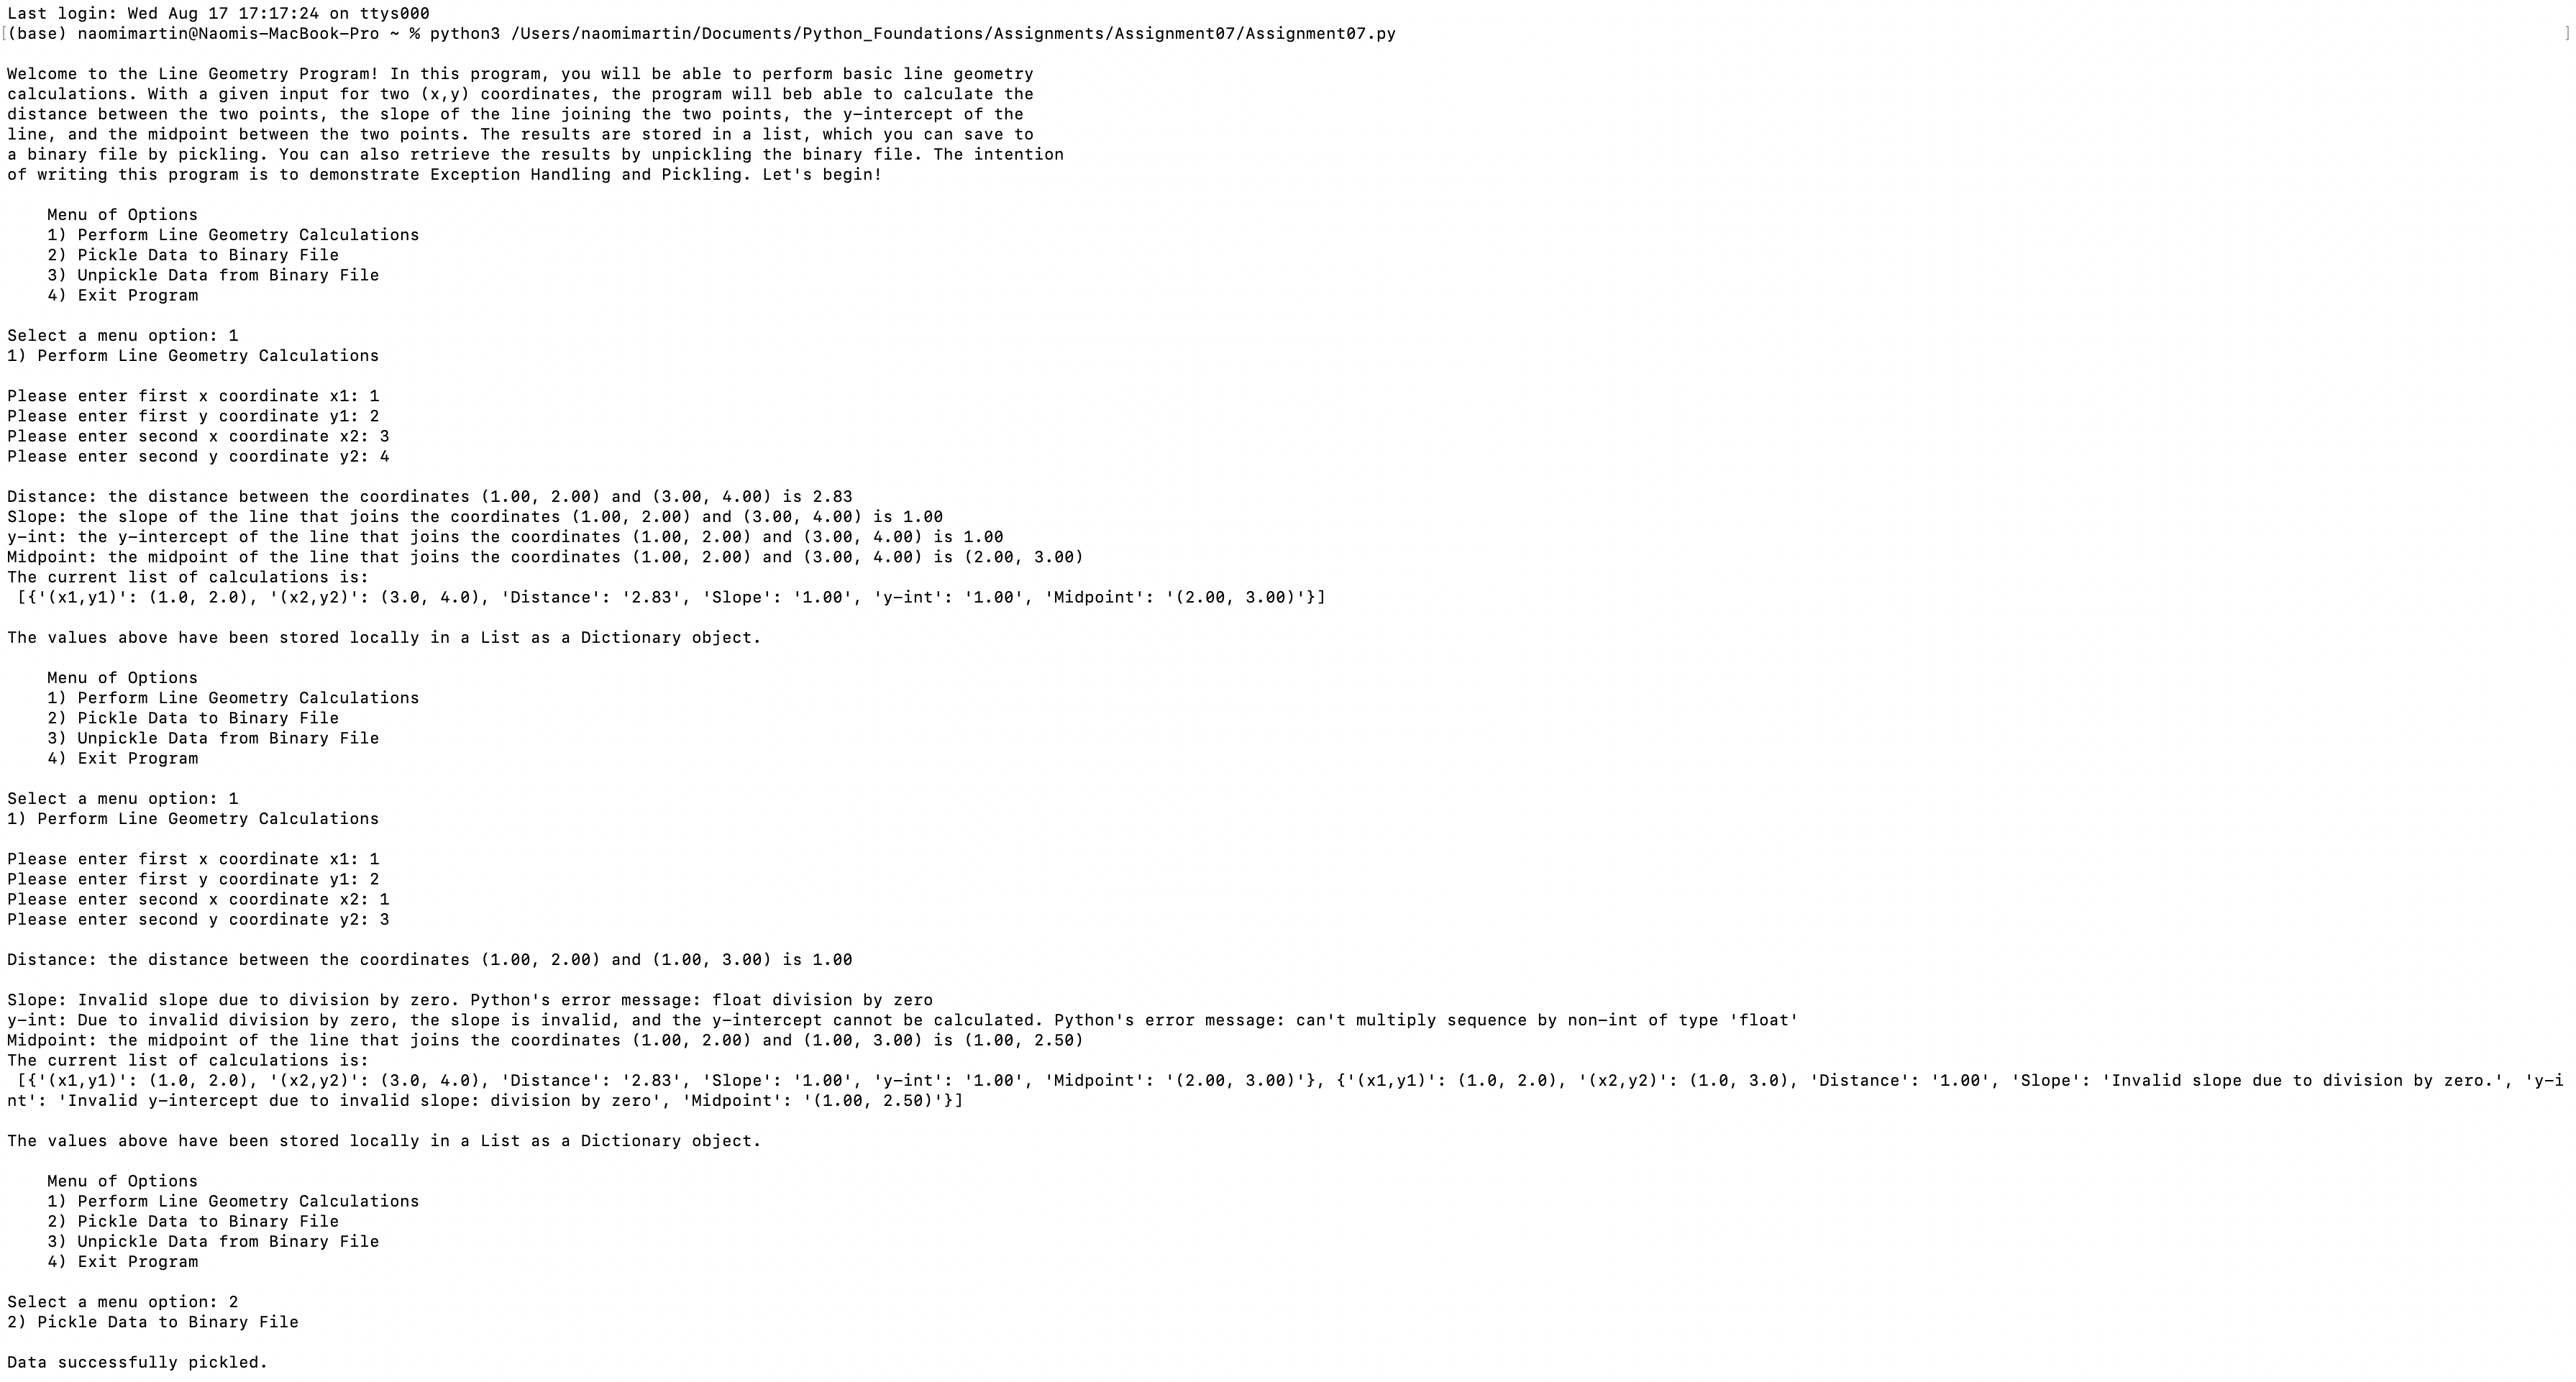 Last login: Wed Aug 17 17:17:24 on ttys000
[(base) naomimartin@Naomis-MacBook-Pro ~ % python3 /Users/naomimartin/Documents/Python_Foundations/Assignments/Assignment07/Assignment07.py ]
Welcome to the Line Geometry Program! In this program, you will be able to perform basic line geometry
calculations. With a given input for two (x,y) coordinates, the program will beb able to calculate the
distance between the two points, the slope of the line joining the two points, the y-intercept of the
line, and the midpoint between the two points. The results are stored in a list, which you can save to
a binary file by pickling. You can also retrieve the results by unpickling the binary file. The intention
of writing this program is to demonstrate Exception Handling and Pickling. Let's begin!
Menu of Options
1) Perform Line Geometry Calculations
2) Pickle Data to Binary File
3) Unpickle Data from Binary File
4) Exit Program
Select a menu option: 1
1) Perform Line Geometry Calculations
Please enter first x coordinate x1: 1
Please enter first y coordinate y1: 2
Please enter second x coordinate x2: 3
Please enter second y coordinate y2: 4
Distance: the distance between the coordinates (1.00, 2.00) and (3.00, 4.00) is 2.83
Slope: the slope of the line that joins the coordinates (1.00, 2.00) and (3.00, 4.00) is 1.00
y-int: the y-intercept of the line that joins the coordinates (1.00, 2.00) and (3.00, 4.00) is 1.00
Midpoint: the midpoint of the line that joins the coordinates (1.00, 2.00) and (3.00, 4.00) is (2.00, 3.00)
The current list of calculations is:
[{'(x1,y1)': (1.0, 2.0), '(x2,y2)': (3.0, 4.0), 'Distance': '2.83', 'Slope': '1.00', 'y-int': '1.00', 'Midpoint': '(2.00, 3.00)'}]
The values above have been stored locally in a List as a Dictionary object.
Menu of Options
1) Perform Line Geometry Calculations
2) Pickle Data to Binary File
3) Unpickle Data from Binary File
4) Exit Program
Select a menu option: 1
1) Perform Line Geometry Calculations
Please enter first x coordinate x1: 1
Please enter first y coordinate y1: 2
Please enter second x coordinate x2: 1
Please enter second y coordinate y2: 3
Distance: the distance between the coordinates (1.00, 2.00) and (1.00, 3.00) is 1.00
Slope: Invalid slope due to division by zero. Python's error message: float division by zero
y-int: Due to invalid division by zero, the slope is invalid, and the y-intercept cannot be calculated. Python's error message: can't multiply sequence by non-int of type 'float'
Midpoint: the midpoint of the line that joins the coordinates (1.00, 2.00) and (1.00, 3.00) is (1.00, 2.50)
The current list of calculations is:
[{'(x1,y1)': (1.0, 2.0), '(x2,y2)': (3.0, 4.0), 'Distance': '2.83', 'Slope': '1.00', 'y-int': '1.00', 'Midpoint': '(2.00, 3.00)'}, {'(x1,y1)': (1.0, 2.0), '(x2,y2)': (1.0, 3.0), 'Distance': '1.00', 'Slope': 'Invalid slope due to division by zero.', 'y-i
nt': 'Invalid y-intercept due to invalid slope: division by zero', 'Midpoint': '(1.00, 2.50)'}]
The values above have been stored locally in a List as a Dictionary object.
Menu of Options
1) Perform Line Geometry Calculations
2) Pickle Data to Binary File
3) Unpickle Data from Binary File
4) Exit Program
Select a menu option: 2
2) Pickle Data to Binary File
Data successfully pickled.